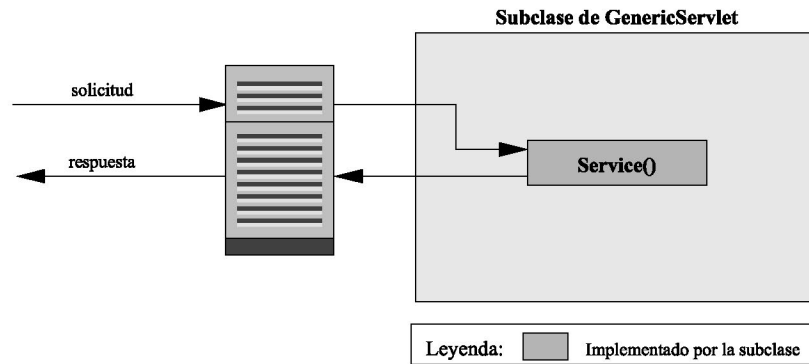 Subclase de GenericServlet
solicitud
respuesta
Service()
Leyenda: Implementado por la subclase